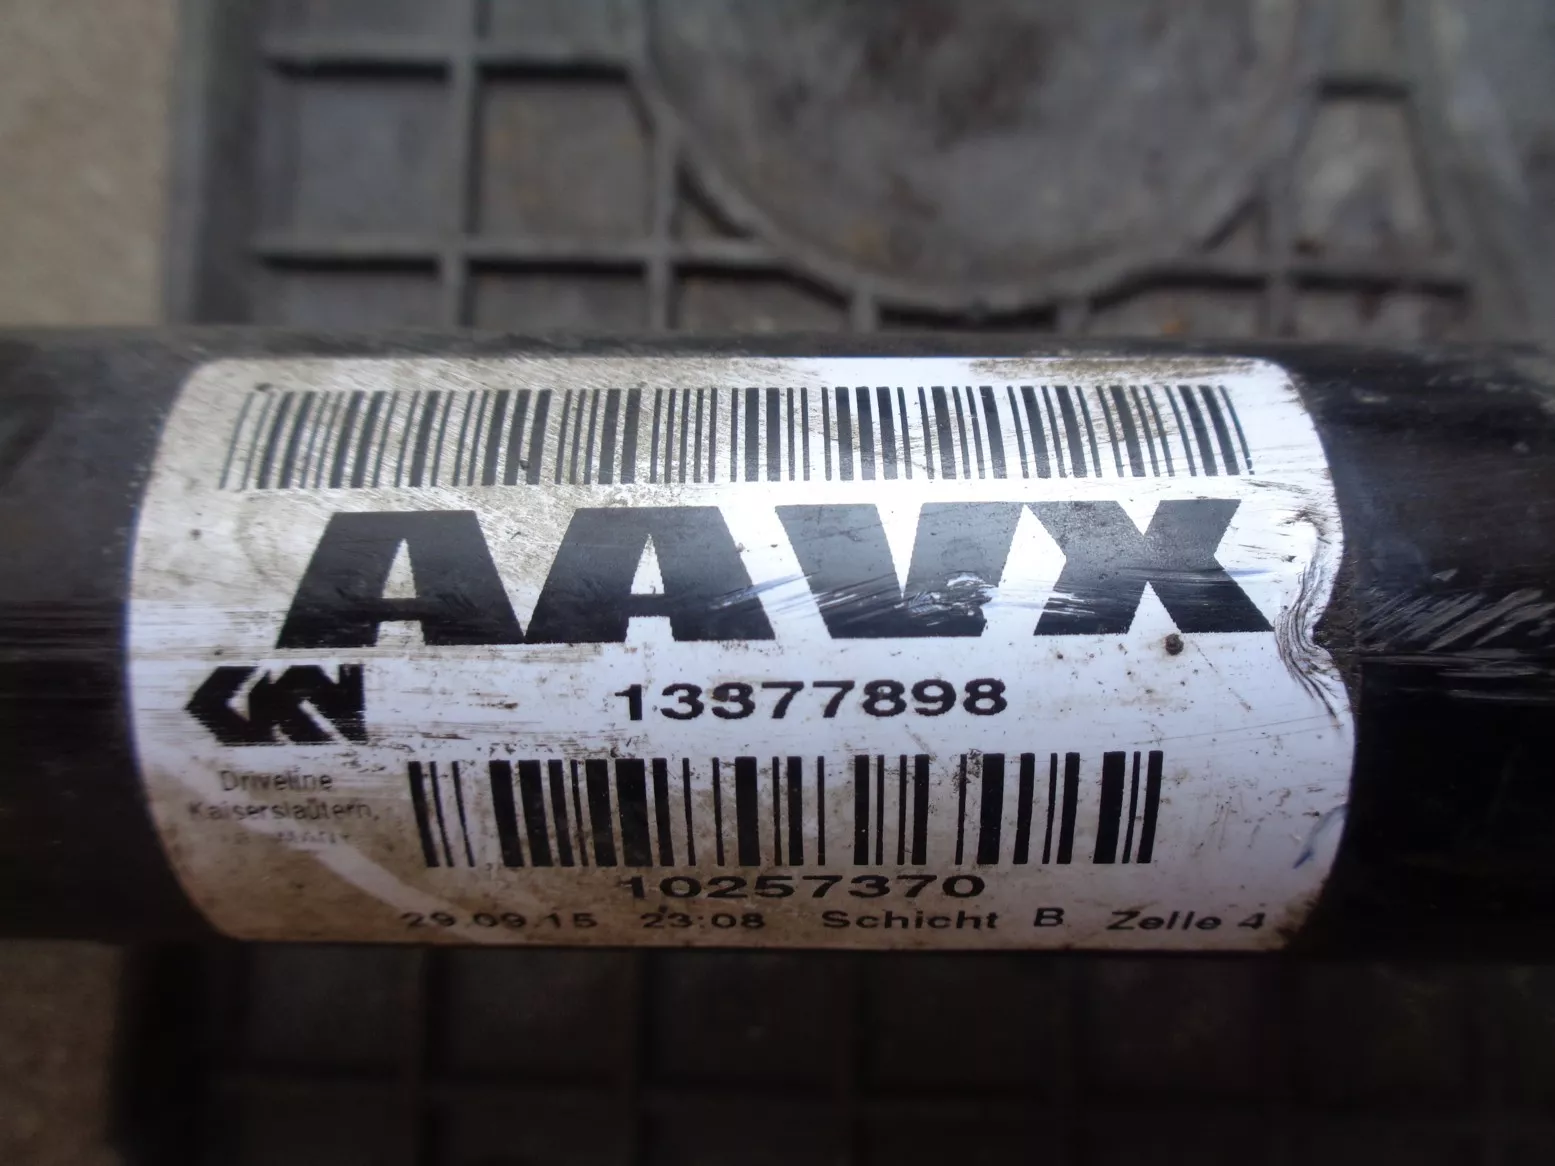 AAVX
GKN
13377898
Driveline
Kaiserslautern,
10257370
29.09.15 23:08 Schicht B Zelle 4